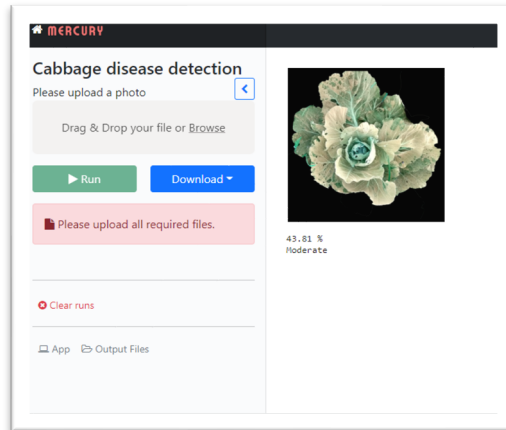 MERCURY
Cabbage disease detection
Please upload a photo
Drag & Drop your file or Browse
Run
Download
Please upload all required files.
Clear runs
App
Output Files
43.81 %
Moderate